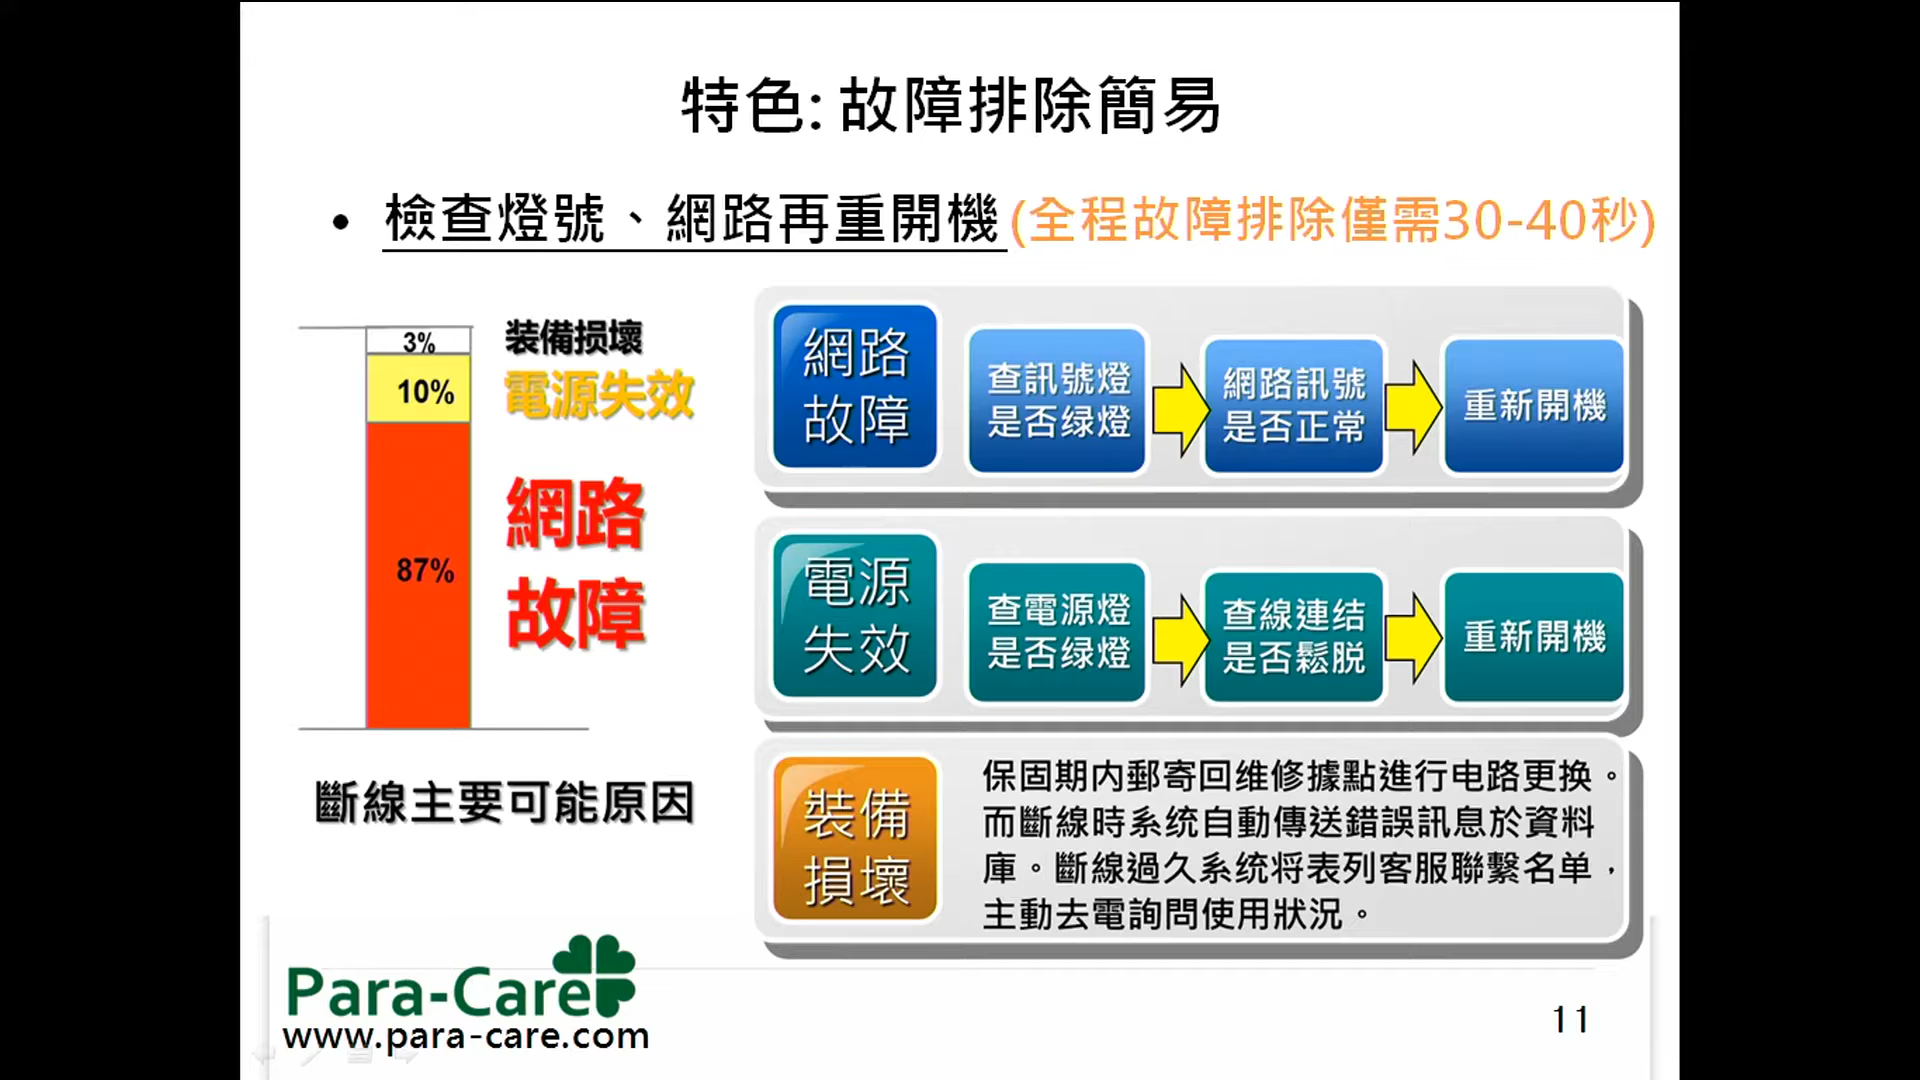 特色: 故障排除簡易
• 檢查燈號、網路再重開機(全程故障排除僅需30-40秒)
3%
装備损壞
10%
電源失效
87%
網路
故障
斷線主要可能原因
網路
故障
查訊號燈
是否绿燈
網路訊號
是否正常
重新開機
電源
失效
查電源燈
是否绿燈
查線連结
是否鬆脱
重新開機
裝備
損壞
保固期内郵寄回维修據點進行电路更换。
而斷線時系统自動傳送錯誤訊息於資料
庫。斷線過久系统将表列客服聯繫名单，
主動去電詢問使用狀況。
Para-Care
www.para-care.com
11